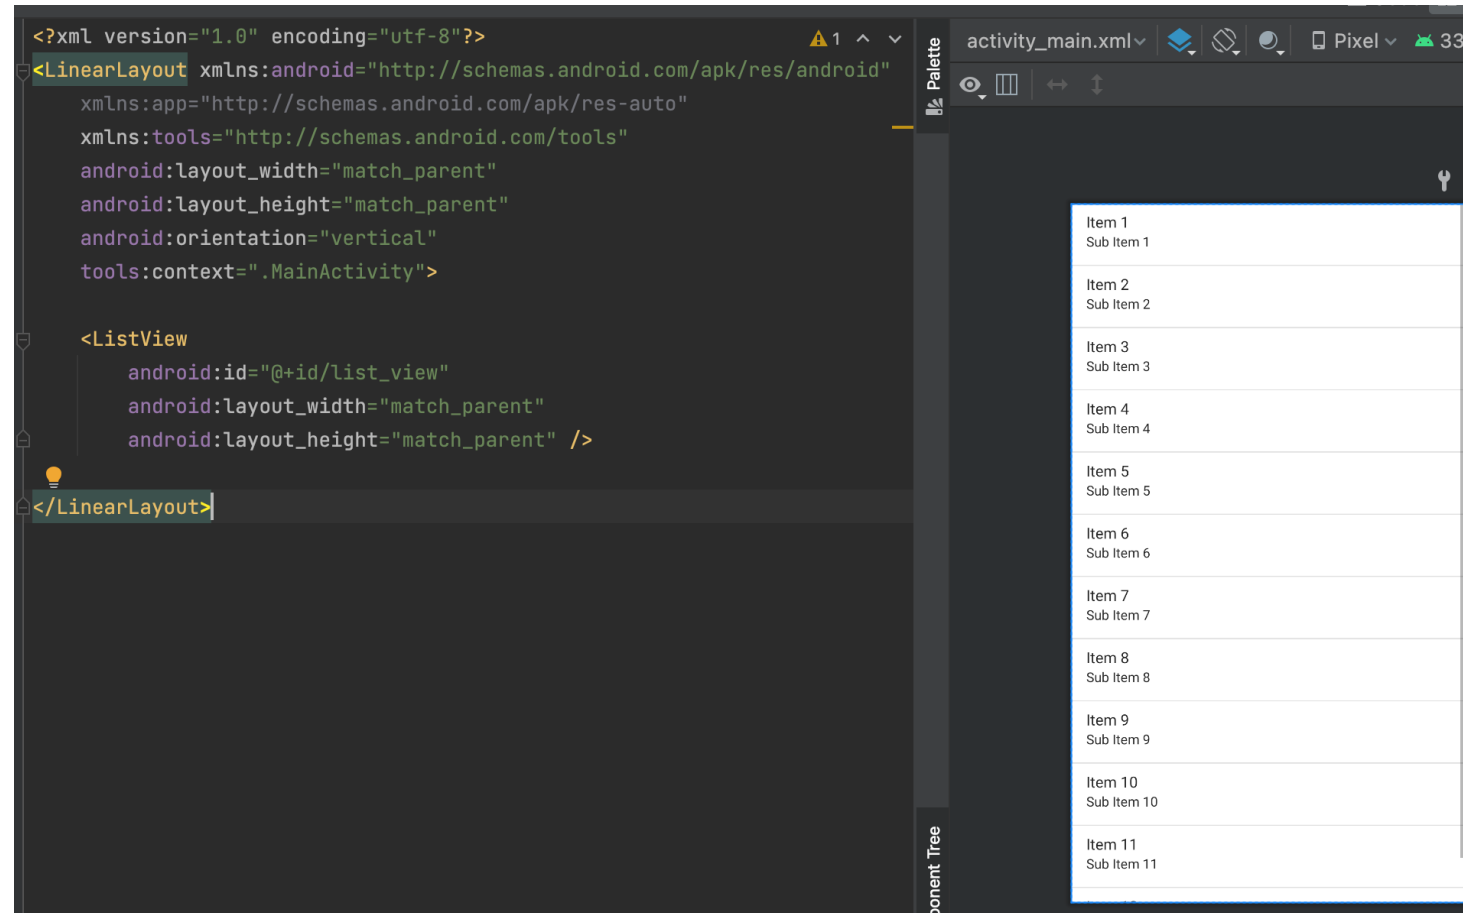 <?xml version="1.0" encoding="utf-8"?>
<LinearLayout xmlns:android="http://schemas.android.com/apk/res/android"
xmlns:app="http://schemas.android.com/apk/res-auto"
xmlns:tools="http://schemas.android.com/tools"
android:layout_width="match_parent"
android:layout_height="match_parent"
android:orientation="vertical"
tools:context=".MainActivity">
<ListView
android:id="@+id/list_view"
android:layout_width="match_parent"
android:layout_height="match_parent" />
</LinearLayout>
1
Palette
activity_main.xml
Pixel
33
Item 1
Sub Item 1
Item 2
Sub Item 2
Item 3
Sub Item 3
Item 4
Sub Item 4
Item 5
Sub Item 5
Item 6
Sub Item 6
Item 7
Sub Item 7
Item 8
Sub Item 8
Item 9
Sub Item 9
Item 10
Sub Item 10
Item 11
Sub Item 11
ponent Tree